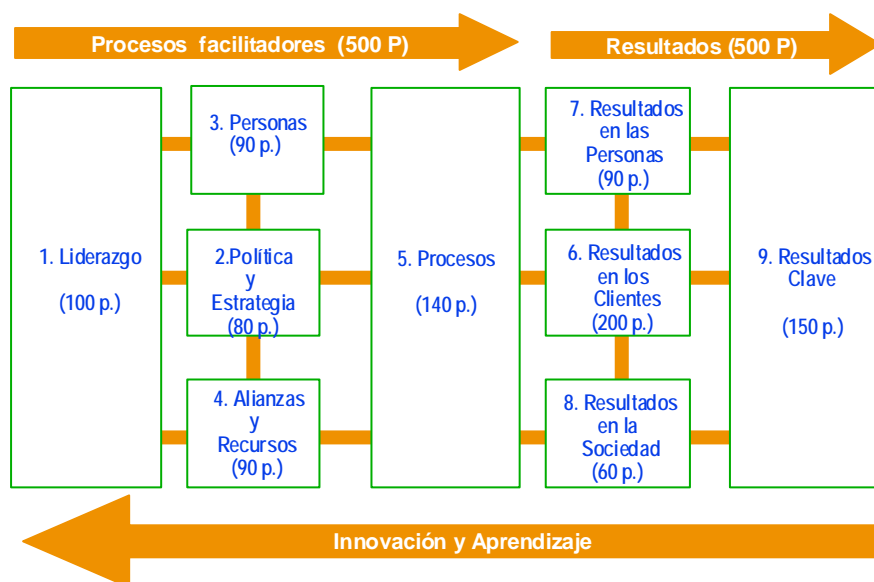 Procesos facilitadores (500 P)
Resultados (500 P)
1. Liderazgo
(100 p.)
3. Personas
(90 p.)
2.Política
y
Estrategia
(80 p.)
4. Alianzas
y
Recursos
(90 p.)
5. Procesos
(140 p.)
7. Resultados
en las
Personas
(90 p.)
6. Resultados
en los
Clientes
(200 p.)
8. Resultados
en la
Sociedad
(60 p.)
9. Resultados
Clave
(150 p.)
Innovación y Aprendizaje